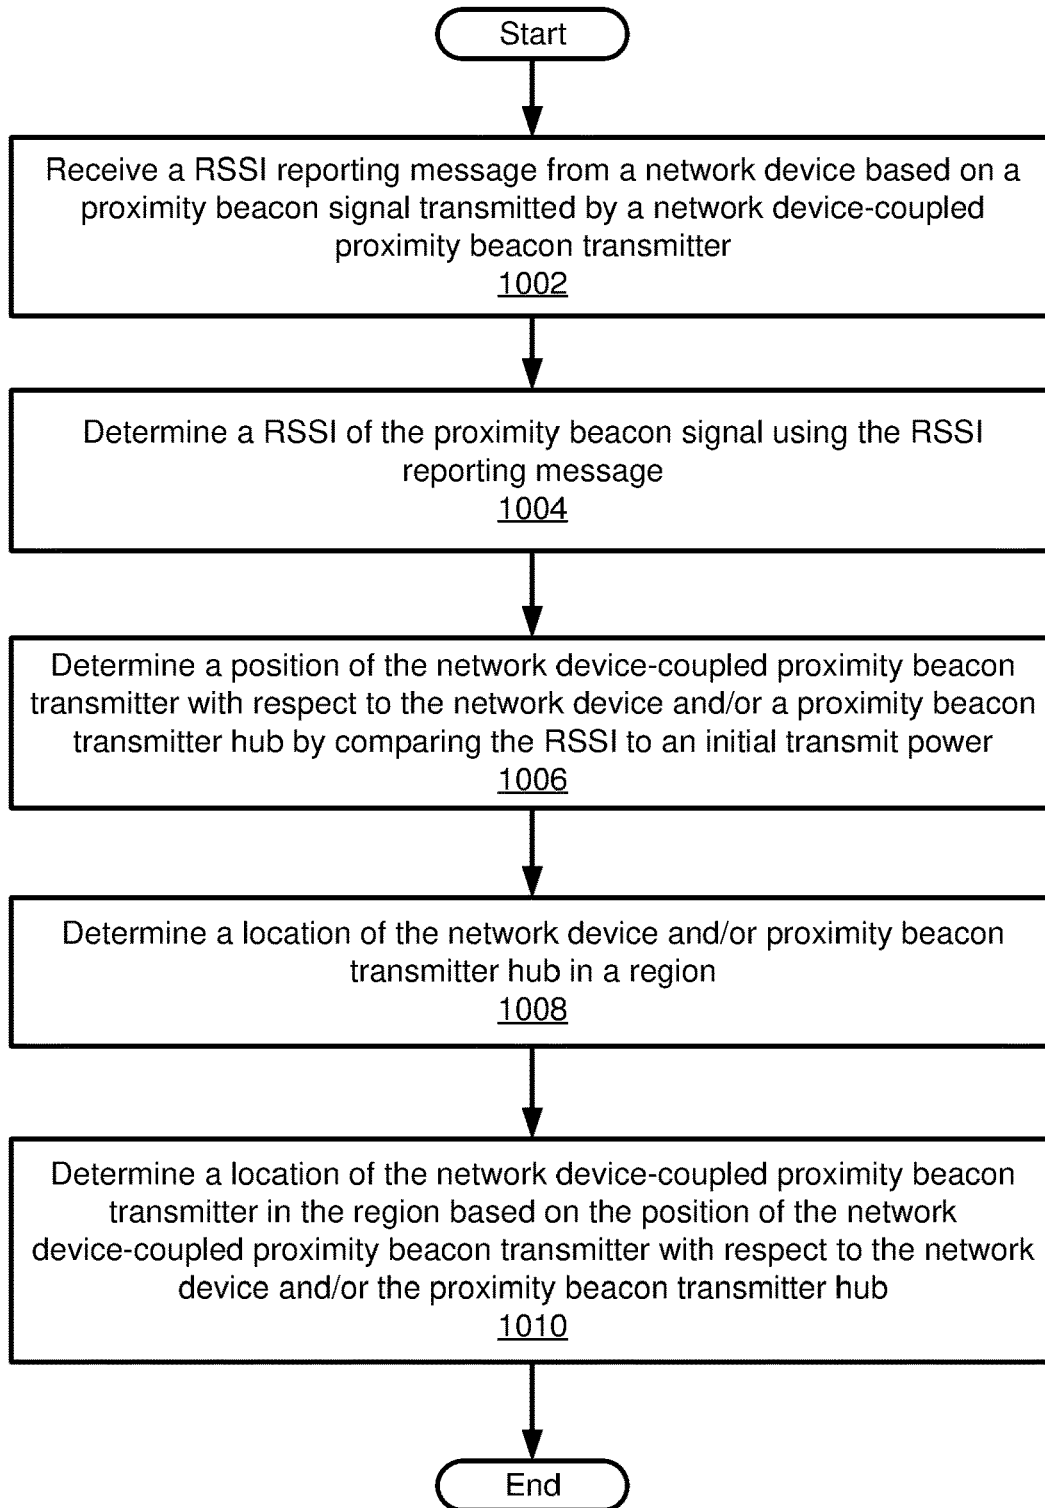 Start
Receive a RSSI reporting message from a network device based on a
proximity beacon signal transmitted by a network device-coupled
proximity beacon transmitter
1002
Determine a RSSI of the proximity beacon signal using the RSSI
reporting message
1004
Determine a position of the network device-coupled proximity beacon
transmitter with respect to the network device and/or a proximity beacon
transmitter hub by comparing the RSSI to an initial transmit power
1006
Determine a location of the network device and/or proximity beacon
transmitter hub in a region
1008
Determine a location of the network device-coupled proximity beacon
transmitter in the region based on the position of the network
device-coupled proximity beacon transmitter with respect to the network
device and/or the proximity beacon transmitter hub
1010
End